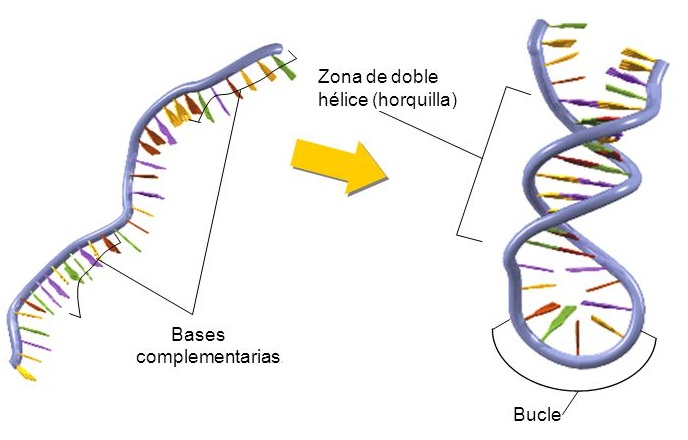 Zona de doble
hélice (horquilla)
Bases
complementarias
Bucle